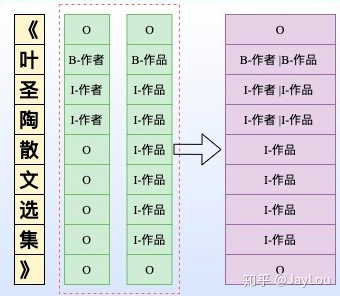 《 O O O
叶 B-作者 B-作品 B-作者 |B-作品
圣 I-作者 I-作品 I-作者 |I-作品
陶 I-作者 I-作品 I-作者 |I-作品
散 O I-作品 I-作品
文 O I-作品 I-作品
选 O I-作品 I-作品
集 O I-作品 I-作品
》 O O O
知乎 @JayLou